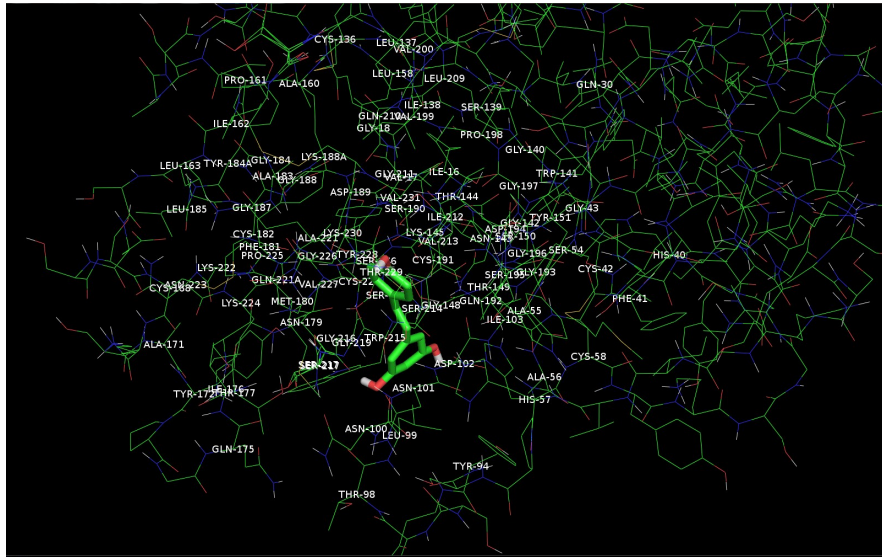 CYS-136
LEU-137
VAL-200
LEU-158
LEU-209
PRO-161
ALA-160
GLN-30
ILE-138
SER-139
VAL-199
GLY-18
ILE-162
PRO-198
GLY-140
LEU-163
TYR-184A
GLY-184
LYS-188A
ALA-183
GLY-188
GLY-211
ILE-16
TRP-141
ASP-189
GLY-197
VAL-231
THR-144
LEU-185
GLY-187
SER-190
GLY-43
ILE-212
TYR-151
GLY-142
ASP-194
CYS-182
LYS-230
LYS-145
ALA-221
VAL-213
PHE-181
PRO-225
GLY-226
TYR-228
GLY-196
SER-54
HIS-40
CYS-191
LYS-222
THR-229
SER-195
GLY-193
CYS-42
ASN-223
GLN-221A
VAL-227
THR-149
PHE-41
LYS-224
MET-180
GLY-148
GLN-192
SER-214
ALA-55
ASN-179
ILE-103
TRP-215
ALA-171
CYS-58
ASP-102
SER-217
ALA-56
ILE-176
ASN-101
TYR-172
THR-177
HIS-57
ASN-100
LEU-99
GLN-175
TYR-94
THR-98